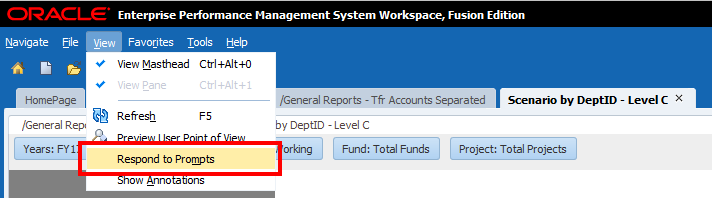 ORACLE Enterprise Performance Management System Workspace, Fusion Edition
Navigate File View Favorites Tools Help
View Masthead Ctrl+Alt+0
View Pane Ctrl+Alt+1
HomePage /General Reports - Tfr Accounts Separated Scenario by DeptID - Level C ×
Refresh F5
/General Repo by DeptID - Level C
Preview User Point of View
Years: FY1 Working Fund: Total Funds Project: Total Projects
Respond to Prompts
Show Annotations